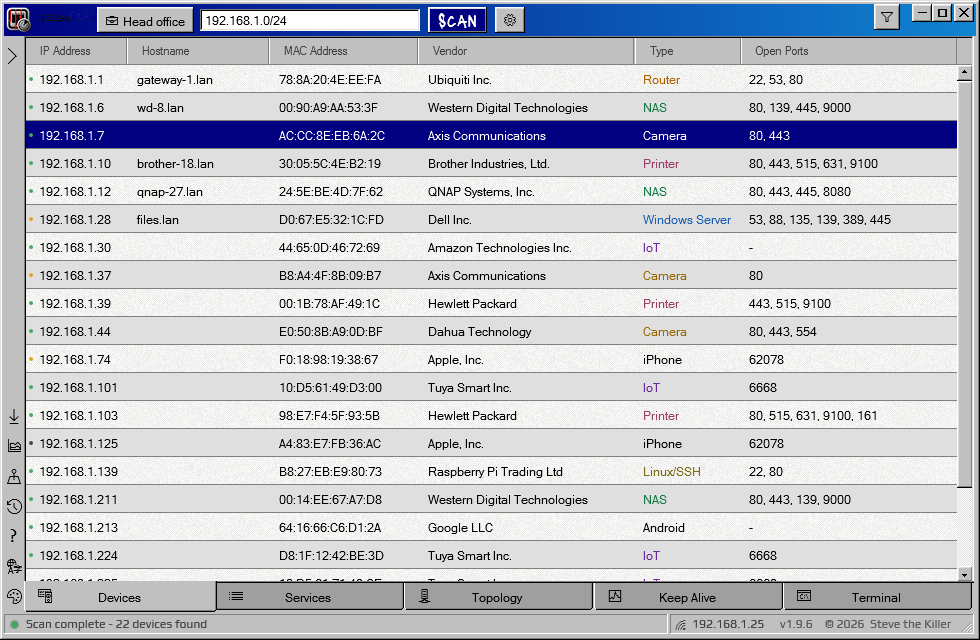 Head office 192.168.1.0/24 SCAN
IP Address Hostname MAC Address Vendor Type Open Ports
192.168.1.1 gateway-1.lan 78:8A:20:4E:EE:FA Ubiquiti Inc. Router 22, 53, 80
192.168.1.6 wd-8.lan 00:90:A9:AA:53:3F Western Digital Technologies NAS 80, 139, 445, 9000
192.168.1.7 AC:CC:8E:EB:6A:2C Axis Communications Camera 80, 443
192.168.1.10 brother-18.lan 30:05:5C:4E:B2:19 Brother Industries, Ltd. Printer 80, 443, 515, 631, 9100
192.168.1.12 qnap-27.lan 24:5E:BE:4D:7F:62 QNAP Systems, Inc. NAS 80, 443, 445, 8080
192.168.1.28 files.lan D0:67:E5:32:1C:FD Dell Inc. Windows Server 53, 88, 135, 139, 389, 445
192.168.1.30 44:65:0D:46:72:69 Amazon Technologies Inc. IoT -
192.168.1.37 B8:A4:4F:8B:09:B7 Axis Communications Camera 80
192.168.1.39 00:1B:78:AF:49:1C Hewlett Packard Printer 443, 515, 9100
192.168.1.44 E0:50:8B:A9:0D:BF Dahua Technology Camera 80, 443, 554
192.168.1.74 F0:18:98:19:38:67 Apple, Inc. iPhone 62078
192.168.1.101 10:D5:61:49:D3:00 Tuya Smart Inc. IoT 6668
192.168.1.103 98:E7:F4:5F:93:5B Hewlett Packard Printer 80, 515, 631, 9100, 161
192.168.1.125 A4:83:E7:FB:36:AC Apple, Inc. iPhone 62078
192.168.1.139 B8:27:EB:E9:80:73 Raspberry Pi Trading Ltd Linux/SSH 22, 80
192.168.1.211 00:14:EE:67:A7:D8 Western Digital Technologies NAS 80, 443, 139, 9000
192.168.1.213 64:16:66:C6:D1:2A Google LLC Android -
192.168.1.224 D8:1F:12:42:BE:3D Tuya Smart Inc. IoT 6668
Devices Services Topology Keep Alive Terminal
Scan complete - 22 devices found 192.168.1.25 v1.9.6 © 2026 Steve the Killer